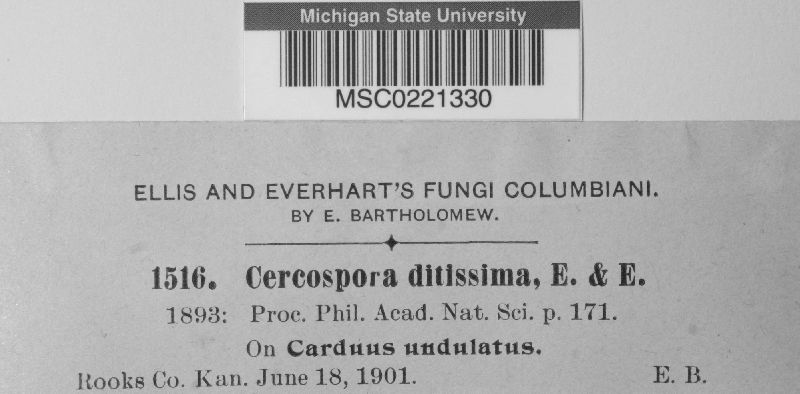 Michigan State University
MSC0221330
ELLIS AND EVERHART'S FUNGI COLUMBIANI.
BY E. BARTHOLOMEW.
1516. Cercospora ditissima, E. & E.
1893: Proc. Phil. Acad. Nat. Sci. p. 171.
On Carduus undulatus.
Rooks Co. Kan. June 18, 1901. E. B.